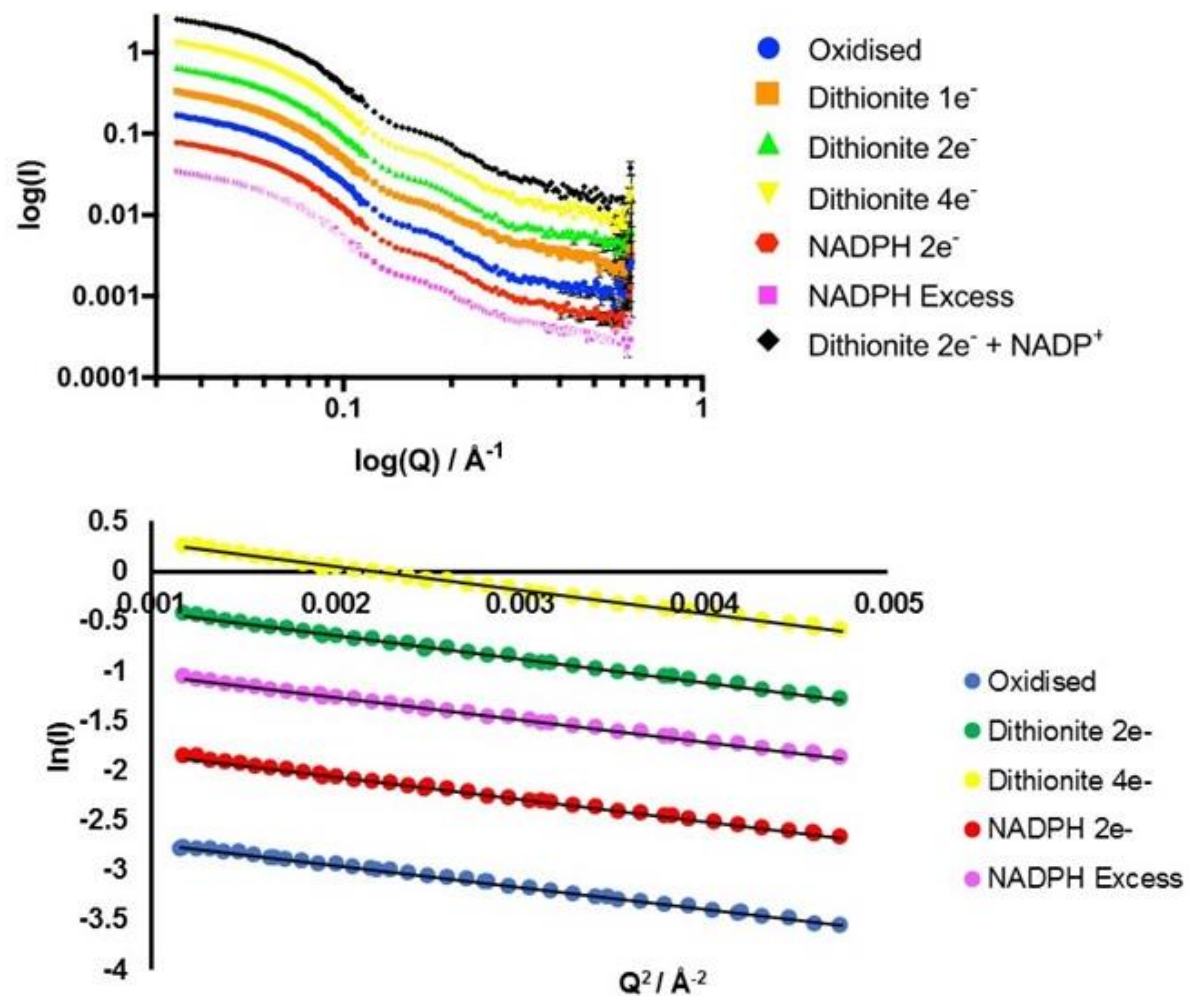 log(I)
1
0.1
0.01
0.001
0.0001
0.1
1
log(Q) / Å⁻¹
Oxidised
Dithionite 1e⁻
Dithionite 2e⁻
Dithionite 4e⁻
NADPH 2e⁻
NADPH Excess
Dithionite 2e⁻ + NADP⁺
ln(I)
0.5
0
-0.5
-1
-1.5
-2
-2.5
-3
-3.5
-4
0.001
0.002
0.003
0.004
0.005
Q² / Å⁻²
Oxidised
Dithionite 2e-
Dithionite 4e-
NADPH 2e-
NADPH Excess